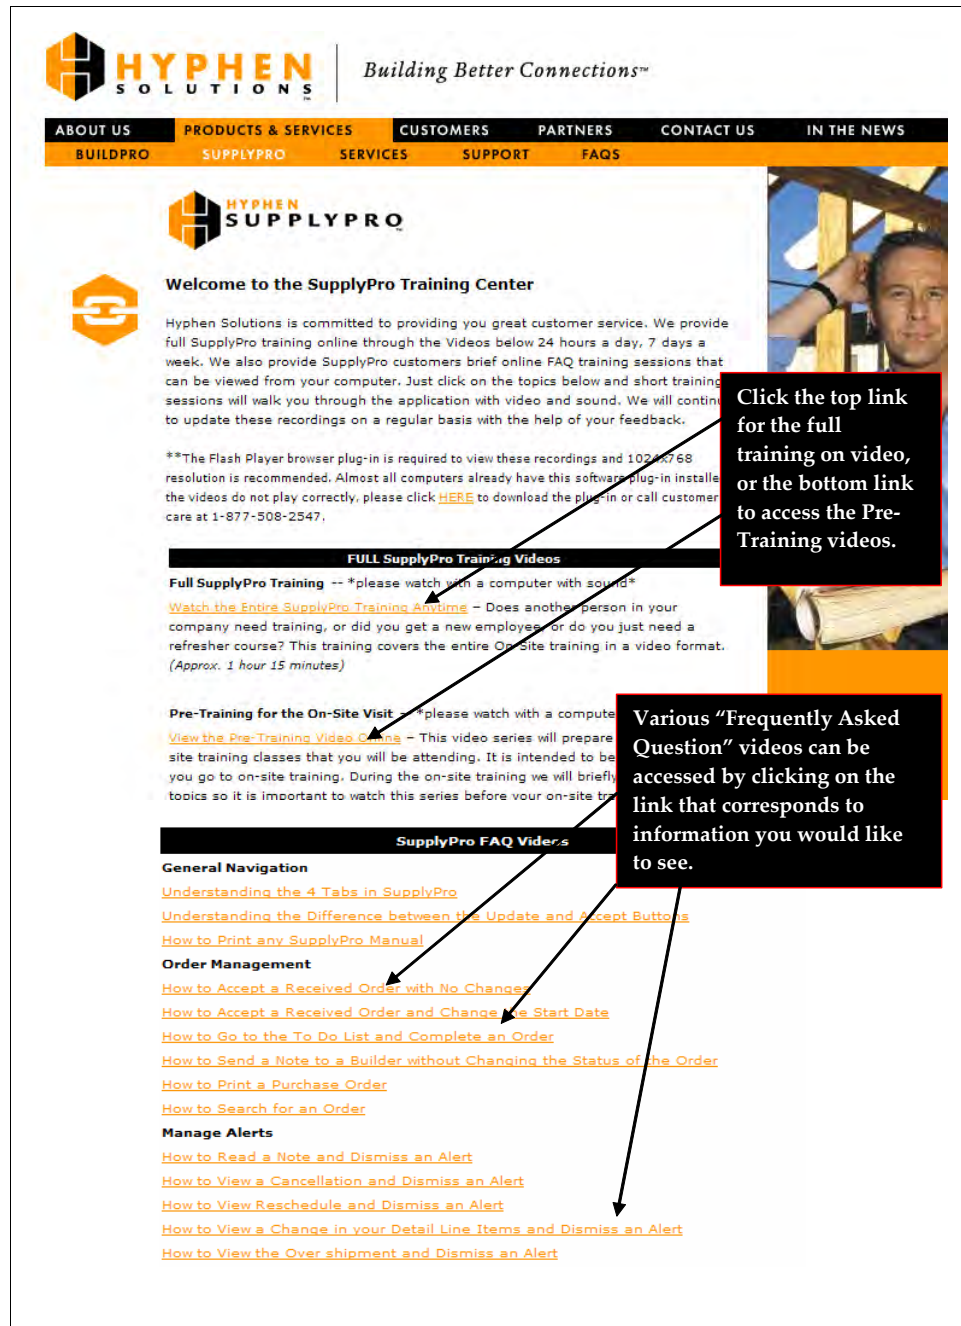 HYPHEN
SOLUTIONS™
Building Better Connections™
ABOUT US PRODUCTS & SERVICES CUSTOMERS PARTNERS CONTACT US IN THE NEWS
BUILDPRO SUPPLYPRO SERVICES SUPPORT FAQS
HYPHEN
SUPPLYPRO™
Welcome to the SupplyPro Training Center
Hyphen Solutions is committed to providing you great customer service. We provide
full SupplyPro training online through the Videos below 24 hours a day, 7 days a
week. We also provide SupplyPro customers brief online FAQ training sessions that
can be viewed from your computer. Just click on the topics below and short training
sessions will walk you through the application with video and sound. We will continu
to update these recordings on a regular basis with the help of your feedback.
**The Flash Player browser plug-in is required to view these recordings and 1024x768
resolution is recommended. Almost all computers already have this software plug-in installe
the videos do not play correctly, please click HERE to download the plug-in or call customer
care at 1-877-508-2547.
Click the top link
for the full
training on video,
or the bottom link
to access the Pre-
Training videos.
FULL SupplyPro Training Videos
Full SupplyPro Training -- *please watch with a computer with sound*
Watch the Entire SupplyPro Training Anytime – Does another person in your
company need training, or did you get a new employee, or do you just need a
refresher course? This training covers the entire On-Site training in a video format.
(Approx. 1 hour 15 minutes)
Pre-Training for the On-Site Visit -- *please watch with a compute
View the Pre-Training Video Online – This video series will prepare
site training classes that you will be attending. It is intended to be
you go to on-site training. During the on-site training we will briefly
topics so it is important to watch this series before your on-site tra
Various “Frequently Asked
Question” videos can be
accessed by clicking on the
link that corresponds to
information you would like
to see.
SupplyPro FAQ Videos
General Navigation
Understanding the 4 Tabs in SupplyPro
Understanding the Difference between the Update and Accept Buttons
How to Print any SupplyPro Manual
Order Management
How to Accept a Received Order with No Changes
How to Accept a Received Order and Change the Start Date
How to Go to the To Do List and Complete an Order
How to Send a Note to a Builder without Changing the Status of the Order
How to Print a Purchase Order
How to Search for an Order
Manage Alerts
How to Read a Note and Dismiss an Alert
How to View a Cancellation and Dismiss an Alert
How to View Reschedule and Dismiss an Alert
How to View a Change in your Detail Line Items and Dismiss an Alert
How to View the Over shipment and Dismiss an Alert